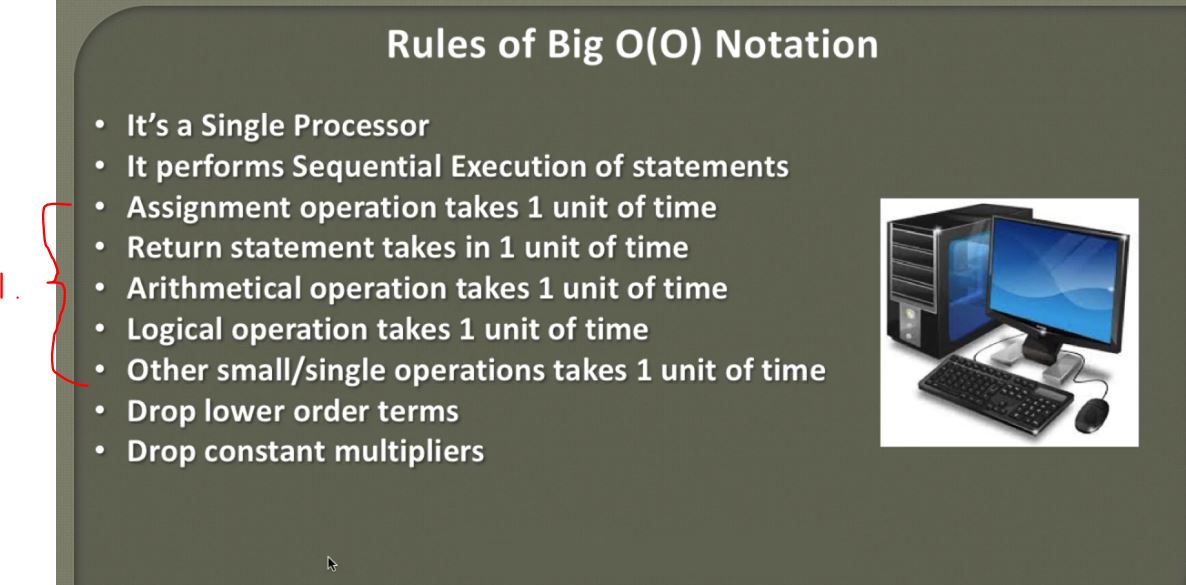 Rules of Big O(O) Notation
• It's a Single Processor
• It performs Sequential Execution of statements
• Assignment operation takes 1 unit of time
• Return statement takes in 1 unit of time
1.
• Arithmetical operation takes 1 unit of time
• Logical operation takes 1 unit of time
• Other small/single operations takes 1 unit of time
• Drop lower order terms
• Drop constant multipliers